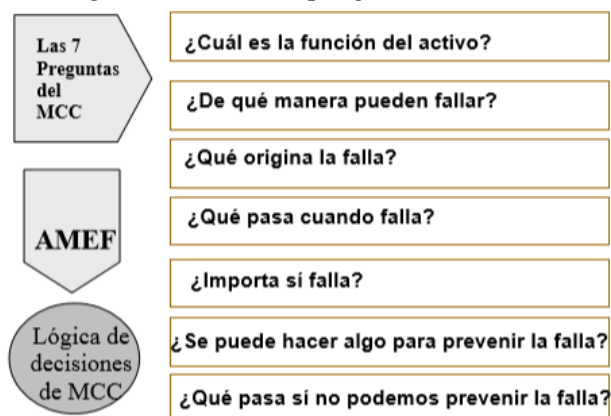 Las 7
Preguntas
del
MCC
¿Cuál es la función del activo?
¿De qué manera pueden fallar?
¿Qué origina la falla?
¿Qué pasa cuando falla?
AMEF
¿Importa sí falla?
Lógica de
decisiones
de MCC
¿Se puede hacer algo para prevenir la falla?
¿Qué pasa sí no podemos prevenir la falla?